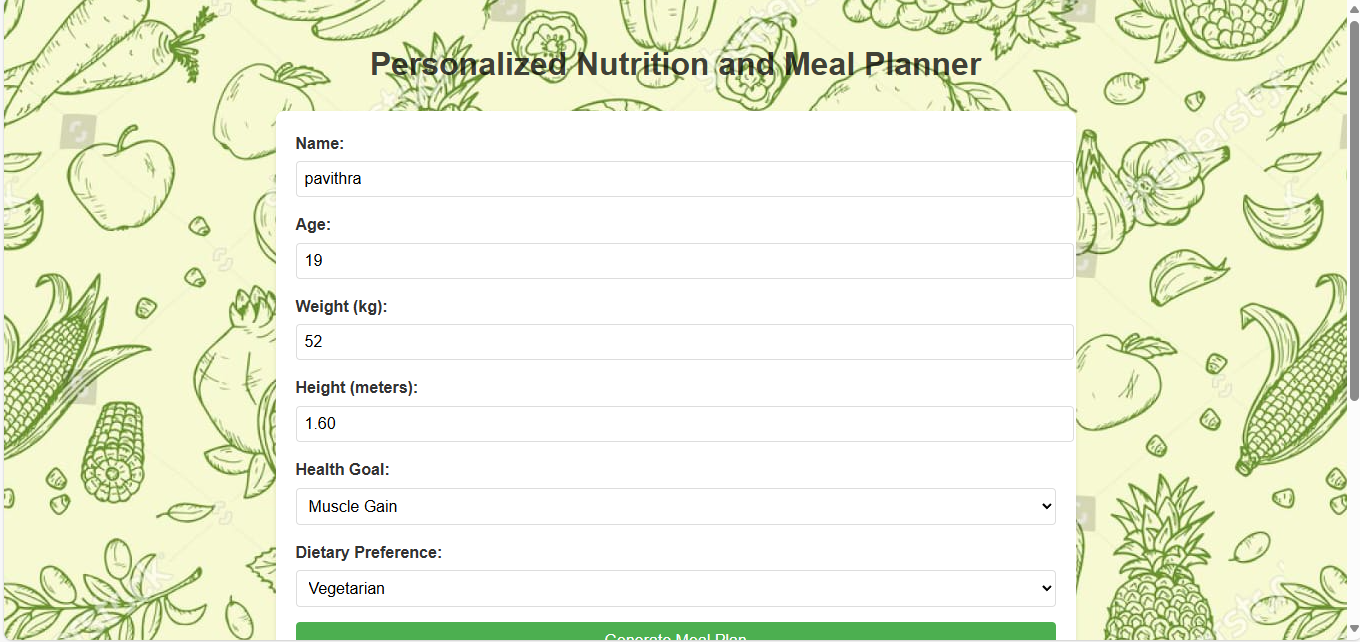 Personalized Nutrition and Meal Planner
Name:
pavithra
Age:
19
Weight (kg):
52
Height (meters):
1.60
Health Goal:
Muscle Gain
Dietary Preference:
Vegetarian
Generate Meal Plan